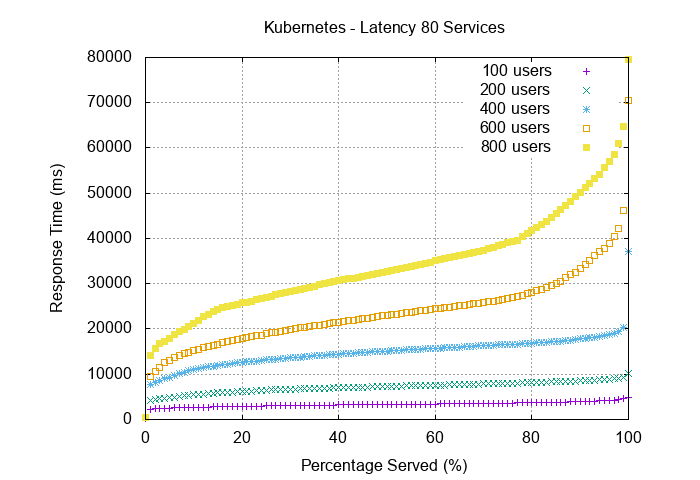 Kubernetes - Latency 80 Services
80000
70000
60000
50000
40000
30000
20000
10000
0
Response Time (ms)
100 users
200 users
400 users
600 users
800 users
0 20 40 60 80 100
Percentage Served (%)